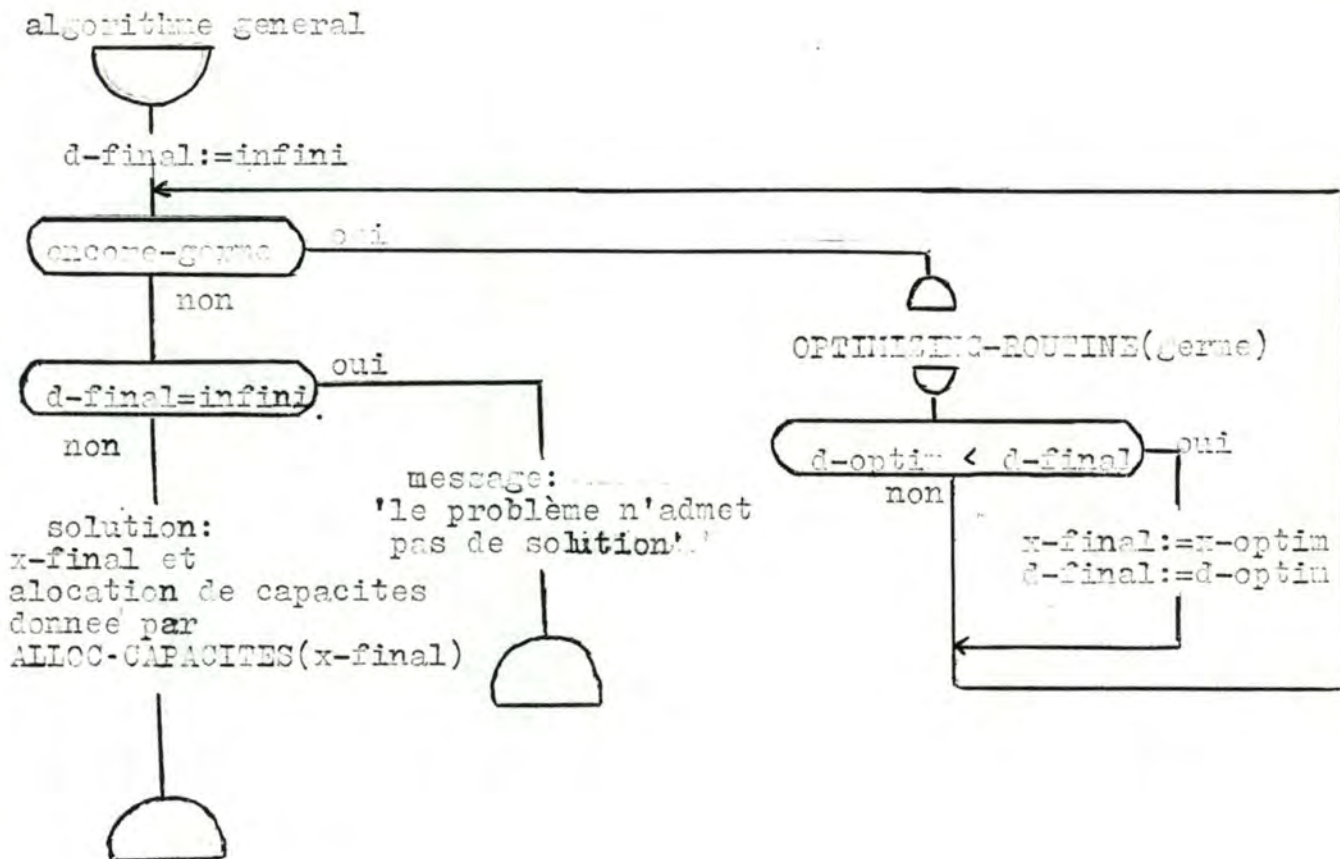 algorithme general
d-final:=infini
encore-germe
oui
non
d-final=infini
oui
non
message:
'le problème n'admet
pas de solution'
solution:
x-final et
alocation de capacites
donnee par
ALLOC-CAPACITES(x-final)
OPTIMIZING-ROUTINE(germe)
d-optim < d-final
oui
non
x-final:=x-optim
d-final:=d-optim